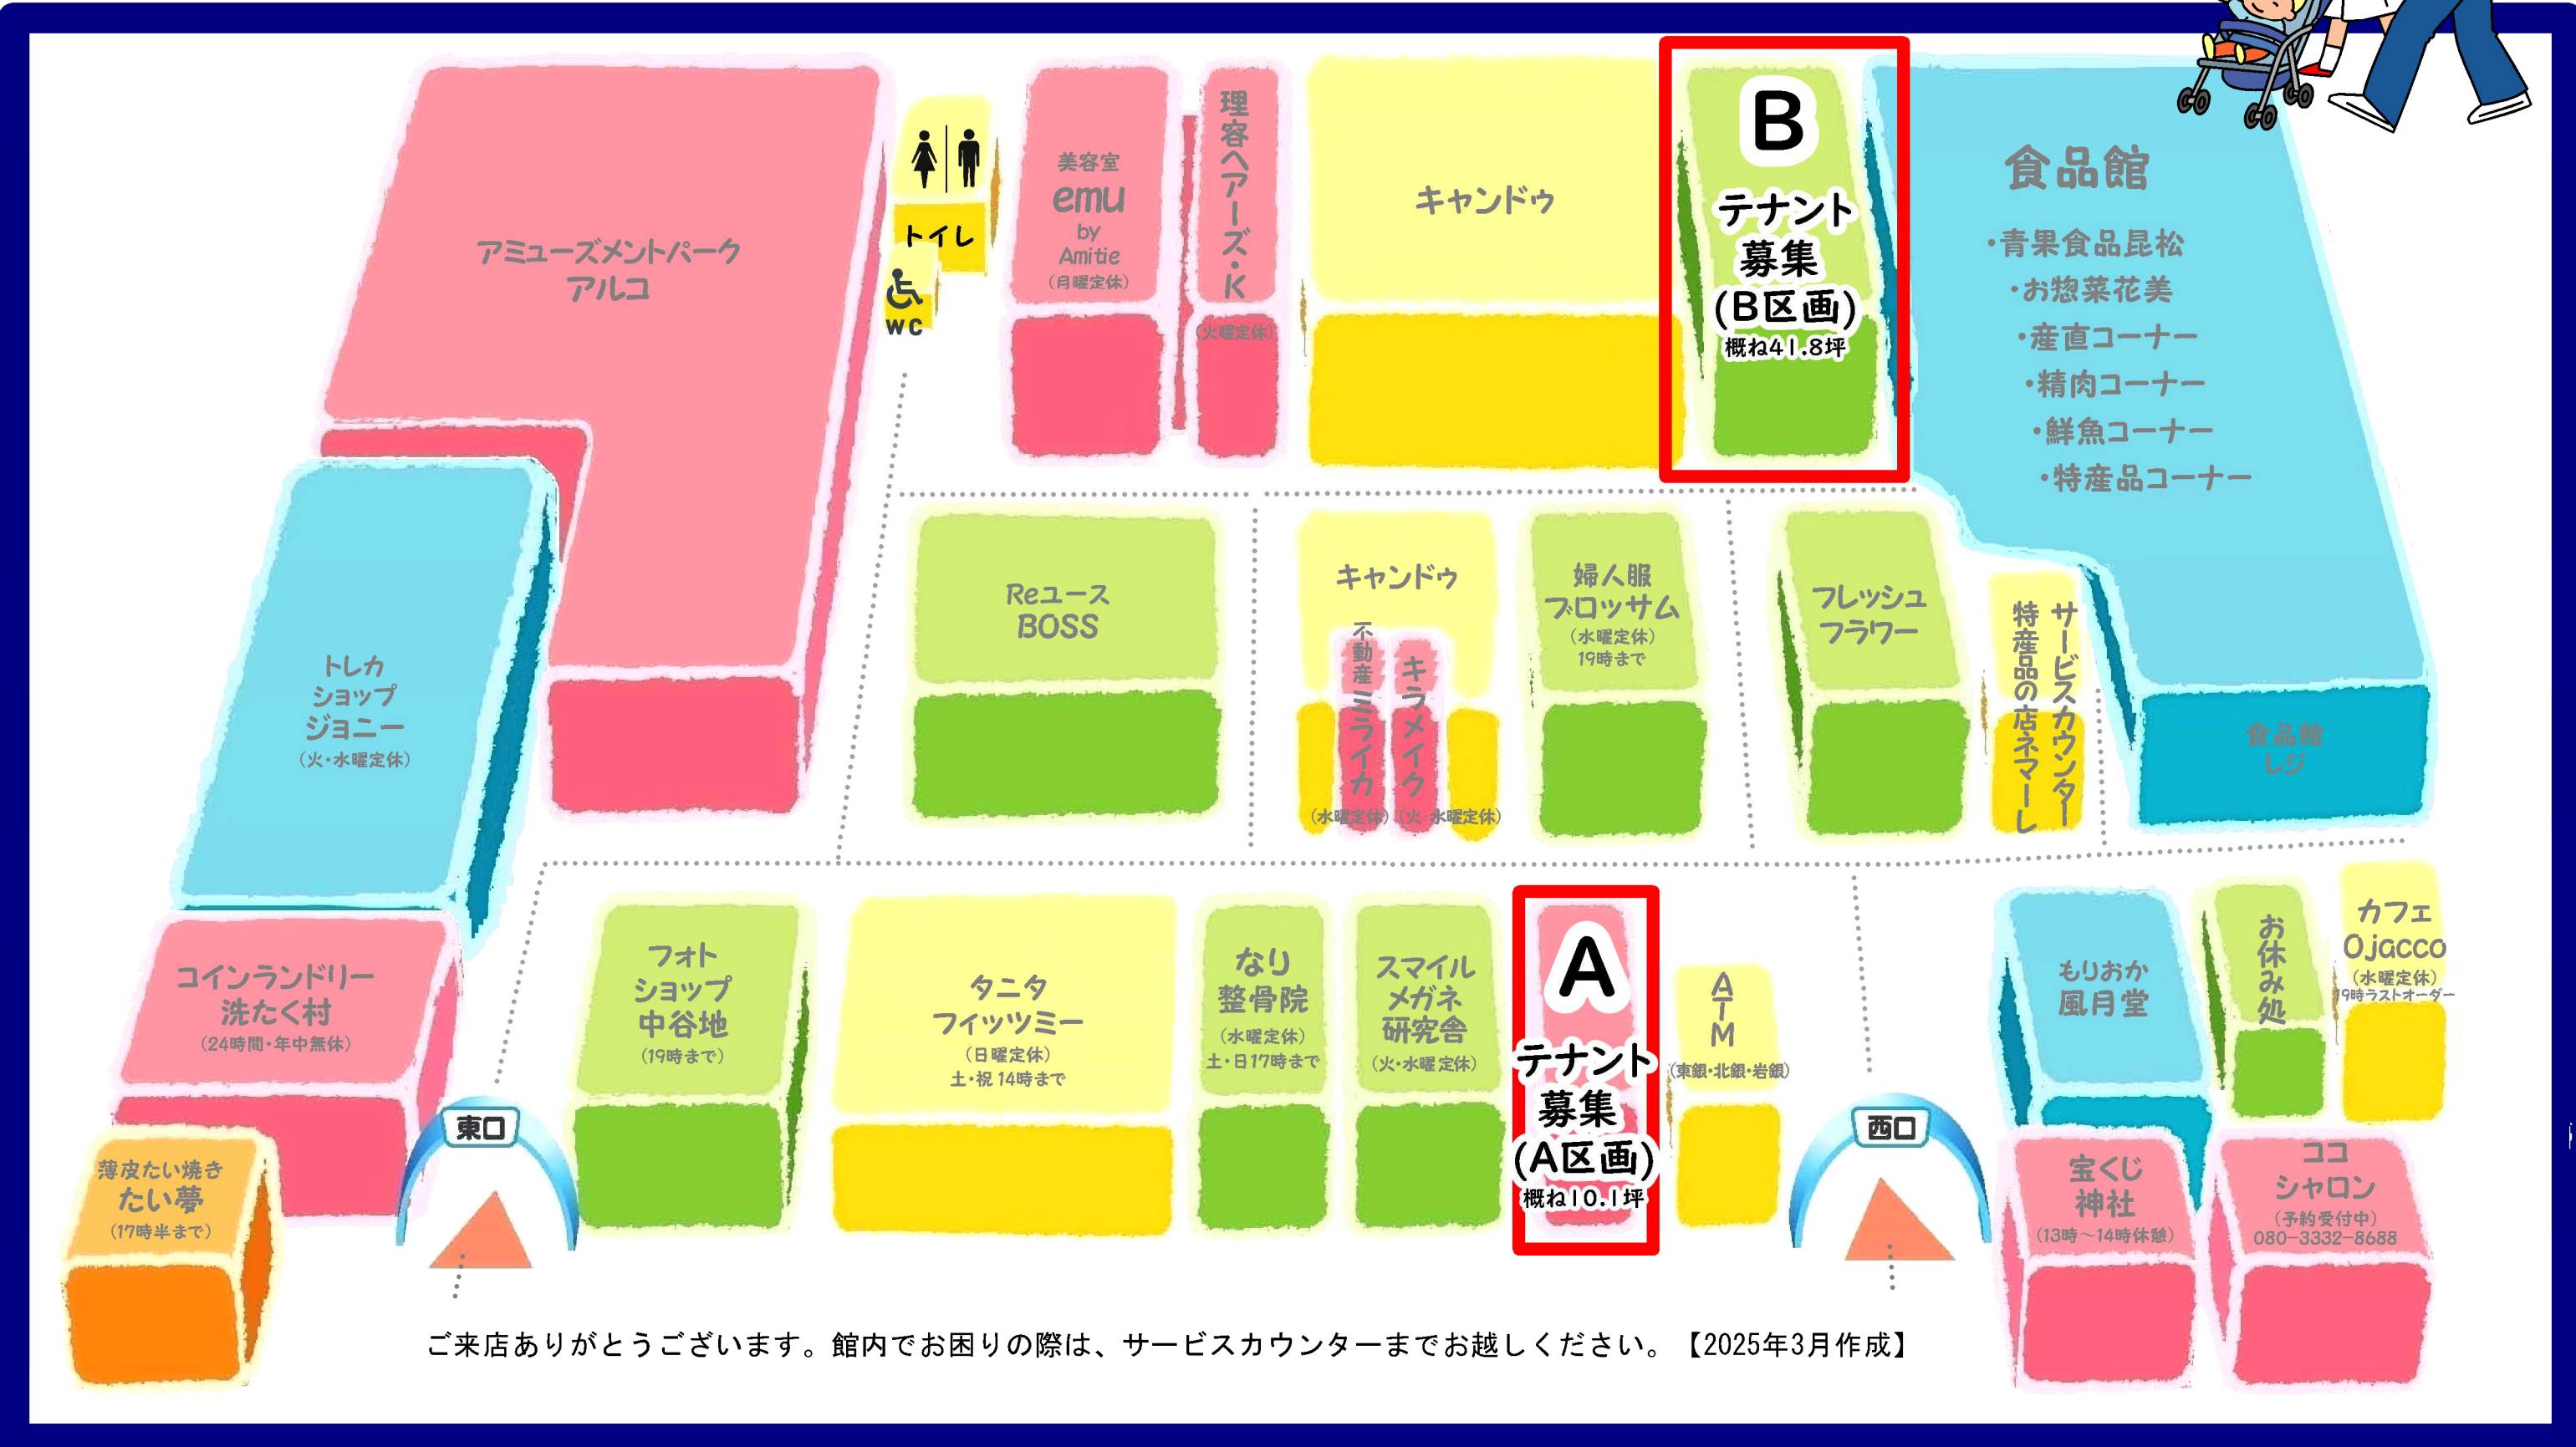 アミューズメントパーク
アルコ
トイレ
WC
美容室
emu
by
Amitie
(月曜定休)
理容ヘアーズ・K
(火曜定休)
キャンドゥ
B
テナント
募集
(B区画)
概ね41.8坪
食品館
・青果食品昆松
・お惣菜花美
・産直コーナー
・精肉コーナー
・鮮魚コーナー
・特産品コーナー
トレカ
ショップ
ジョニー
(火・水曜定休)
Reユース
BOSS
キャンドゥ
不動産ミライカ
(水曜定休)
キラメイク
(火・水曜定休)
婦人服
ブロッサム
(水曜定休)
19時まで
フレッシュ
フラワー
サービスカウンター
特産品の店ネマーレ
食品館
レジ
コインランドリー
洗たく村
(24時間・年中無休)
薄皮たい焼き
たい夢
(17時半まで)
東口
フォト
ショップ
中谷地
(19時まで)
タニタ
フィッツミー
(日曜定休)
土・祝 14時まで
なり
整骨院
(水曜定休)
土・日17時まで
スマイル
メガネ
研究舎
(火・水曜定休)
A
テナント
募集
(A区画)
概ね10.1坪
ATM
(東銀・北銀・岩銀)
西口
もりおか
風月堂
お休み処
カフェ
Ojacco
(水曜定休)
19時ラストオーダー
宝くじ
神社
(13時～14時休憩)
ココ
シャロン
(予約受付中)
080-3332-8688
ご来店ありがとうございます。館内でお困りの際は、サービスカウンターまでお越しください。【2025年3月作成】